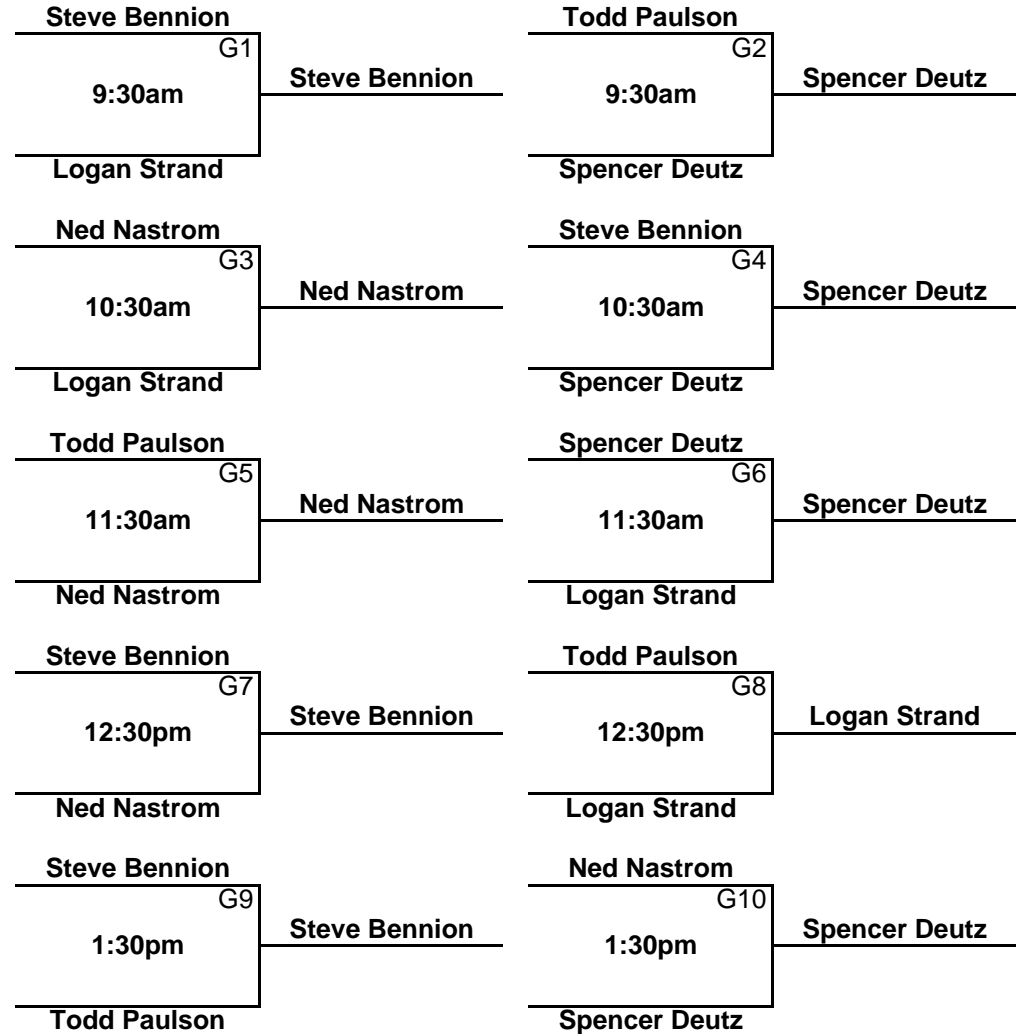 Steve Bennion
G1
9:30am
Steve Bennion
Logan Strand
Todd Paulson
G2
9:30am
Spencer Deutz
Spencer Deutz
Ned Nastrom
G3
10:30am
Ned Nastrom
Logan Strand
Steve Bennion
G4
10:30am
Spencer Deutz
Spencer Deutz
Todd Paulson
G5
11:30am
Ned Nastrom
Ned Nastrom
Spencer Deutz
G6
11:30am
Spencer Deutz
Logan Strand
Steve Bennion
G7
12:30pm
Steve Bennion
Ned Nastrom
Todd Paulson
G8
12:30pm
Logan Strand
Logan Strand
Steve Bennion
G9
1:30pm
Steve Bennion
Todd Paulson
Ned Nastrom
G10
1:30pm
Spencer Deutz
Spencer Deutz